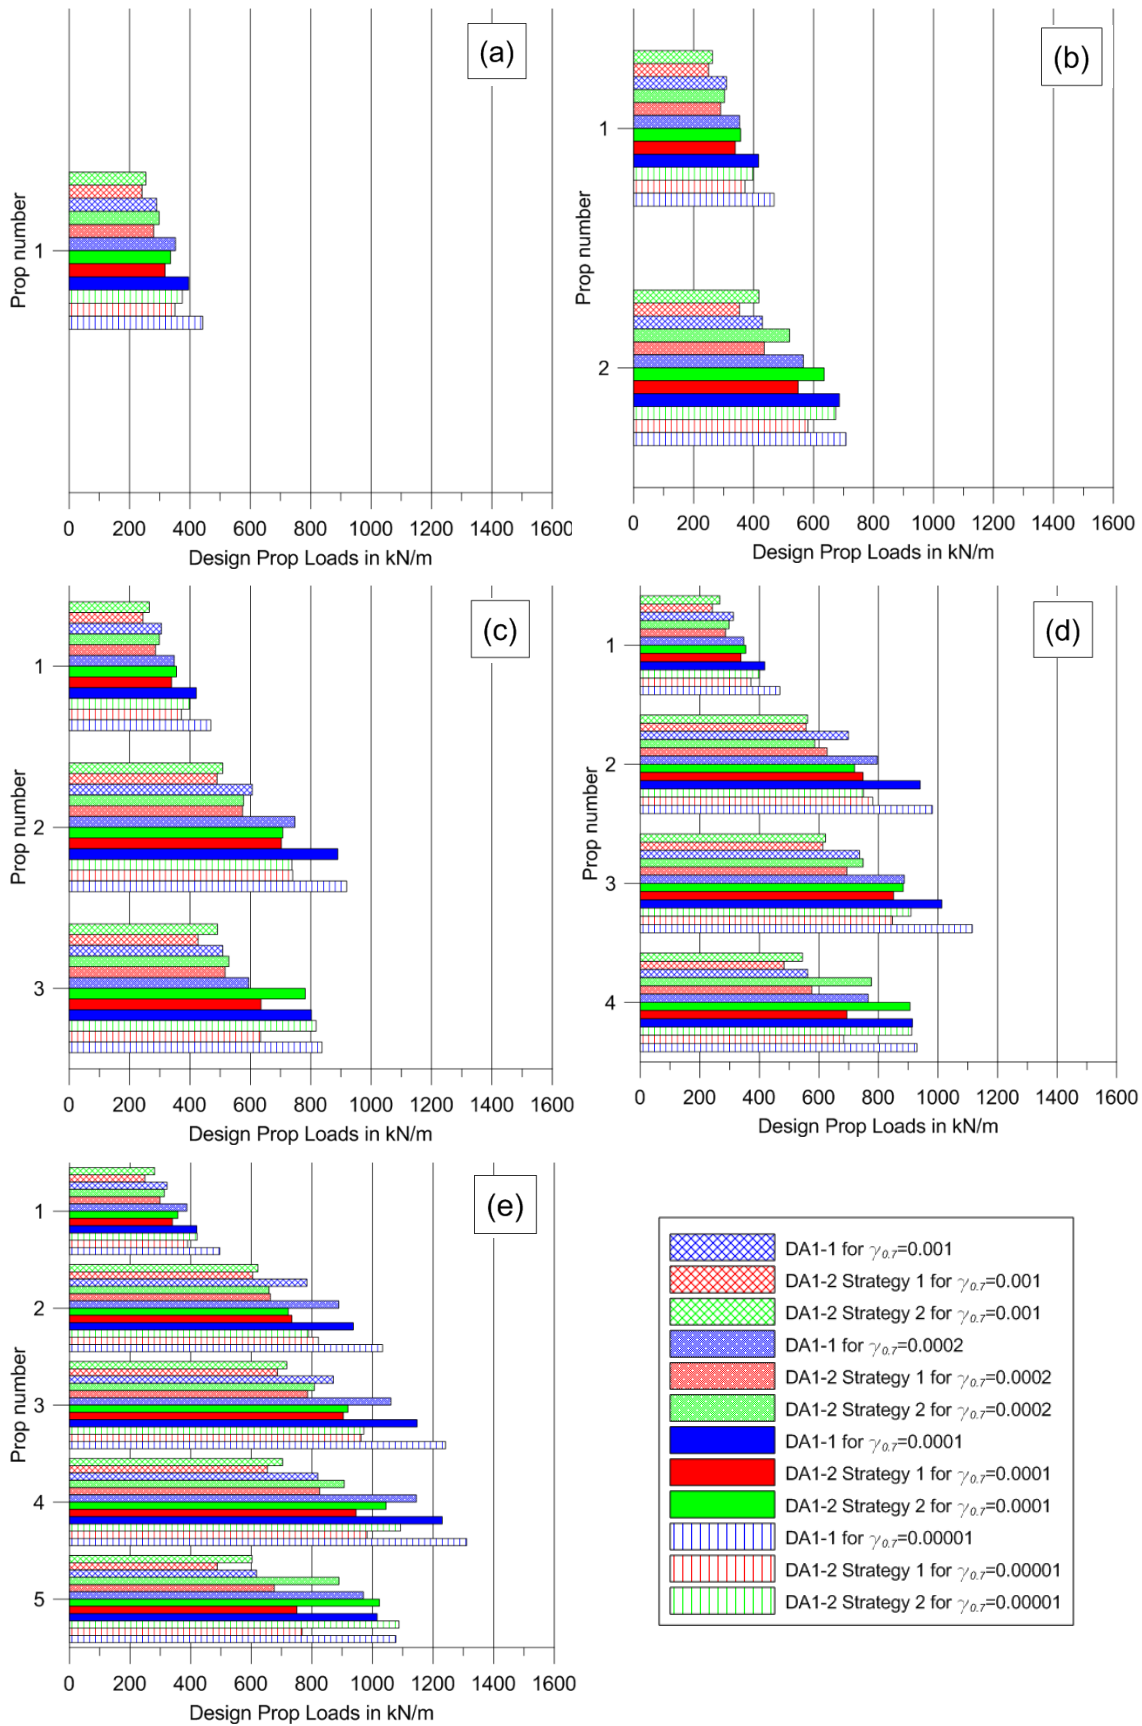 (a)
Prop number
1
0 200 400 600 800 1000 1200 1400 1600
Design Prop Loads in kN/m
(b)
Prop number
1
2
0 200 400 600 800 1000 1200 1400 1600
Design Prop Loads in kN/m
(c)
Prop number
1
2
3
0 200 400 600 800 1000 1200 1400 1600
Design Prop Loads in kN/m
(d)
Prop number
1
2
3
4
0 200 400 600 800 1000 1200 1400 1600
Design Prop Loads in kN/m
(e)
Prop number
1
2
3
4
5
0 200 400 600 800 1000 1200 1400 1600
Design Prop Loads in kN/m
DA1-1 for γ0.7=0.001
DA1-2 Strategy 1 for γ0.7=0.001
DA1-2 Strategy 2 for γ0.7=0.001
DA1-1 for γ0.7=0.0002
DA1-2 Strategy 1 for γ0.7=0.0002
DA1-2 Strategy 2 for γ0.7=0.0002
DA1-1 for γ0.7=0.0001
DA1-2 Strategy 1 for γ0.7=0.0001
DA1-2 Strategy 2 for γ0.7=0.0001
DA1-1 for γ0.7=0.00001
DA1-2 Strategy 1 for γ0.7=0.00001
DA1-2 Strategy 2 for γ0.7=0.00001